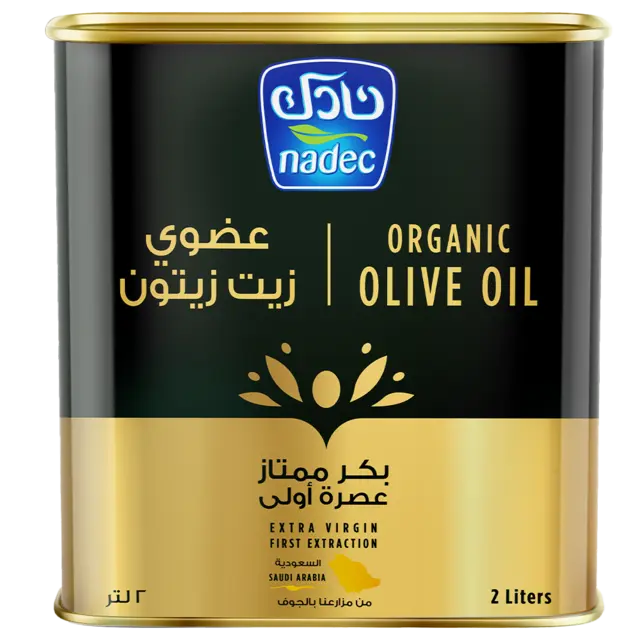 نادك
nadec
عضوي
زيت زيتون
ORGANIC
OLIVE OIL
بكر ممتاز
عصرة أولى
EXTRA VIRGIN
FIRST EXTRACTION
السعودية
SAUDI ARABIA
من مزارعنا بالجوف
٢ لتر
2 Liters